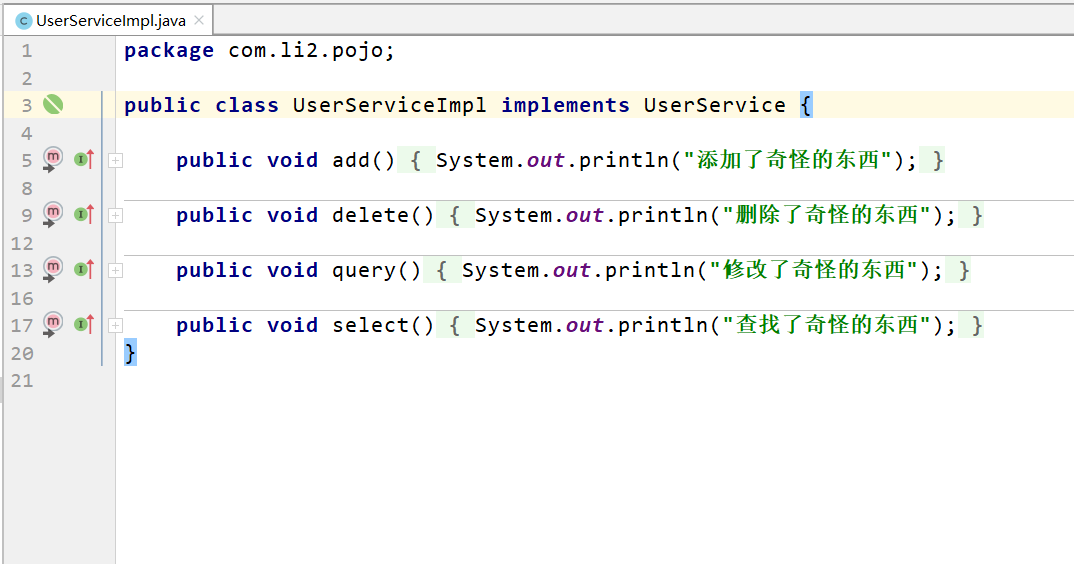 UserServiceImpl.java
1 package com.li2.pojo;
2
3 public class UserServiceImpl implements UserService {
4
5 public void add() { System.out.println("添加了奇怪的东西"); }
8
9 public void delete() { System.out.println("删除了奇怪的东西"); }
12
13 public void query() { System.out.println("修改了奇怪的东西"); }
16
17 public void select() { System.out.println("查找了奇怪的东西"); }
20 }
21